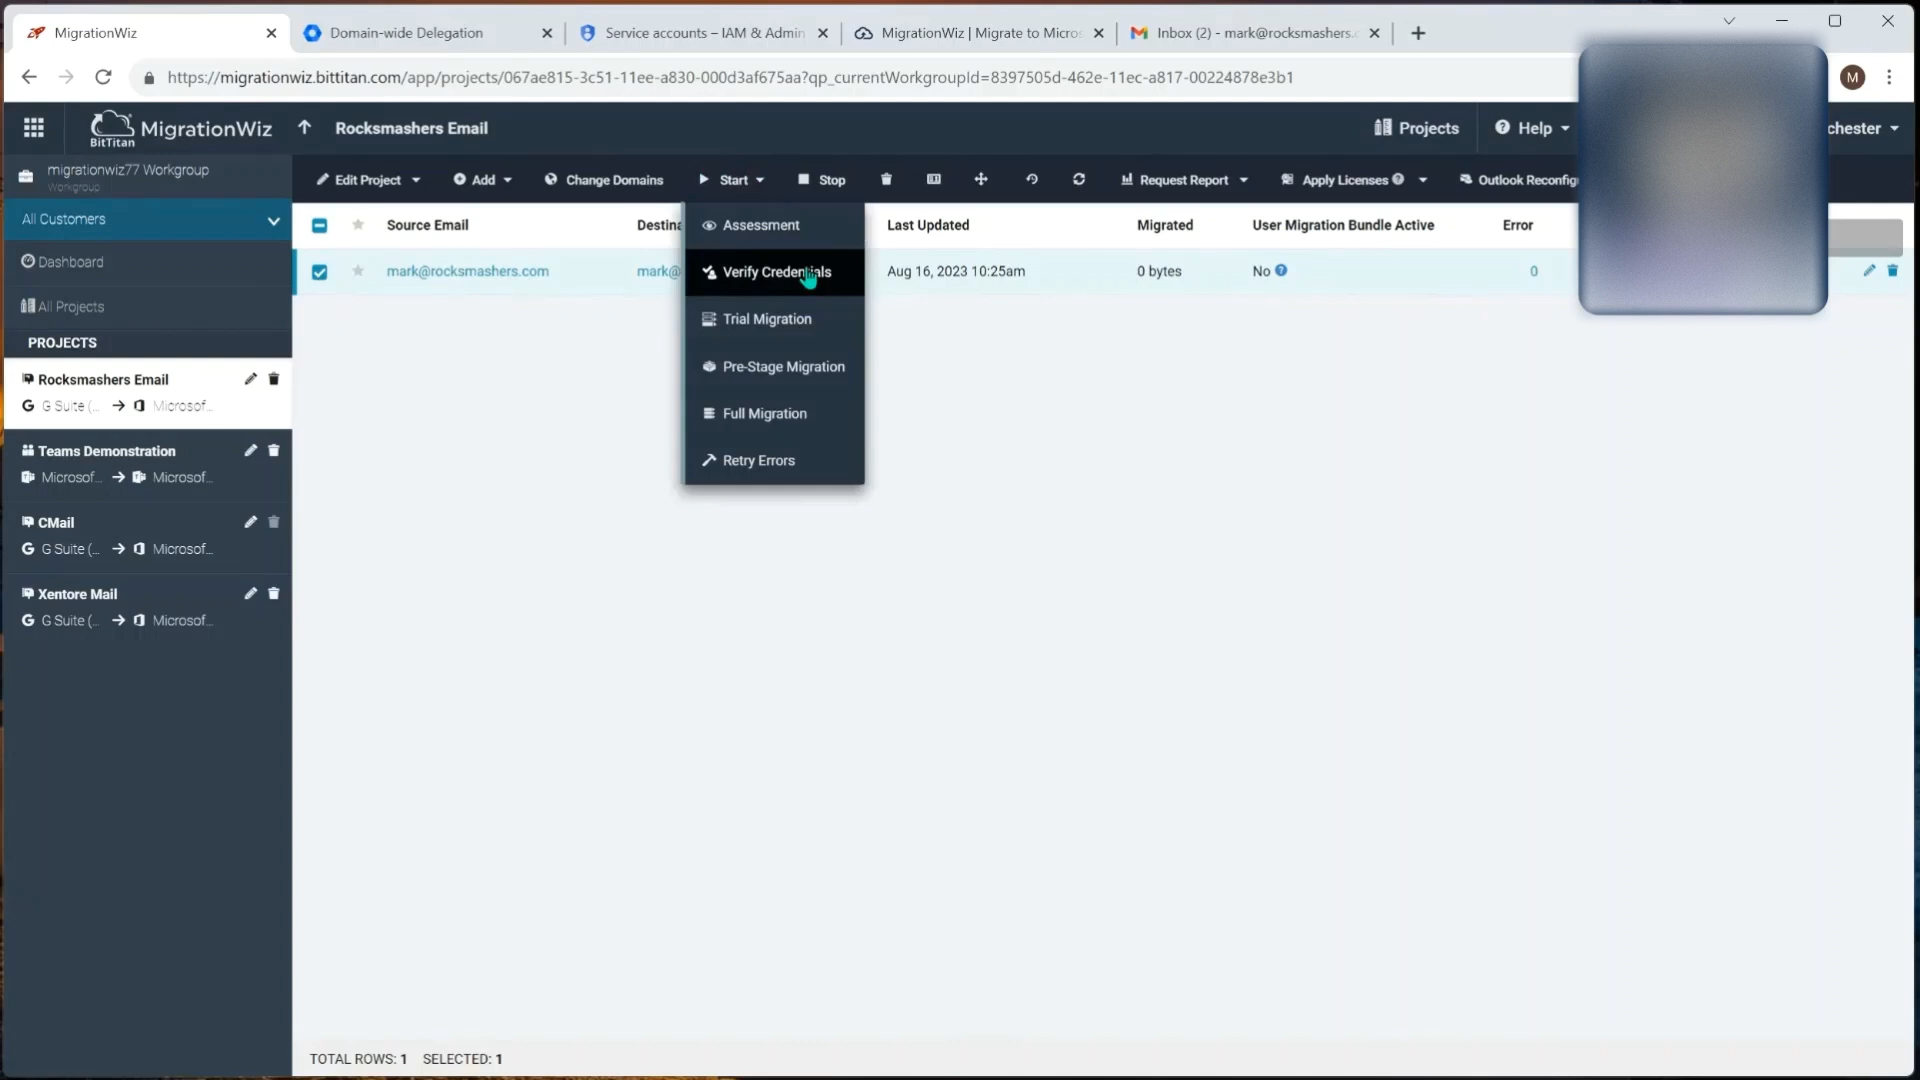 MigrationWiz
Domain-wide Delegation
Service accounts – IAM & Admin
MigrationWiz | Migrate to Micros
Inbox (2) - mark@rocksmashers.c
https://migrationwiz.bittitan.com/app/projects/067ae815-3c51-11ee-a830-000d3af675aa?qp_currentWorkgroupId=8397505d-462e-11ec-a817-00224878e3b1
M
BitTitan
MigrationWiz
Rocksmashers Email
Projects
Help
chester
migrationwiz77 Workgroup
Workgroup
Edit Project
Add
Change Domains
Start
Stop
Request Report
Apply Licenses
Outlook Reconfig
All Customers
Source Email
Destina
Last Updated
Migrated
User Migration Bundle Active
Error
mark@rocksmashers.com
mark@
Aug 16, 2023 10:25am
0 bytes
No
0
Assessment
Verify Credentials
Trial Migration
Pre-Stage Migration
Full Migration
Retry Errors
Dashboard
All Projects
PROJECTS
Rocksmashers Email
G Suite (... Microsof...
Teams Demonstration
Microsof... Microsof...
CMail
G Suite (... Microsof...
Xentore Mail
G Suite (... Microsof...
TOTAL ROWS: 1 SELECTED: 1